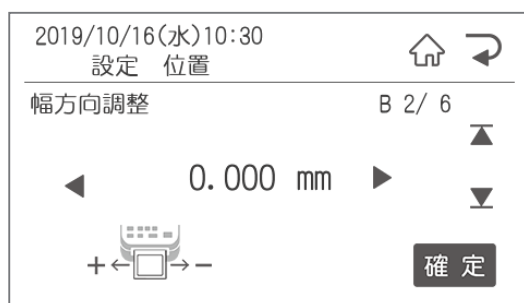 2019/10/16(水)10:30
設定 位置
幅方向調整 B 2/ 6
0.000 mm
+ −
確 定